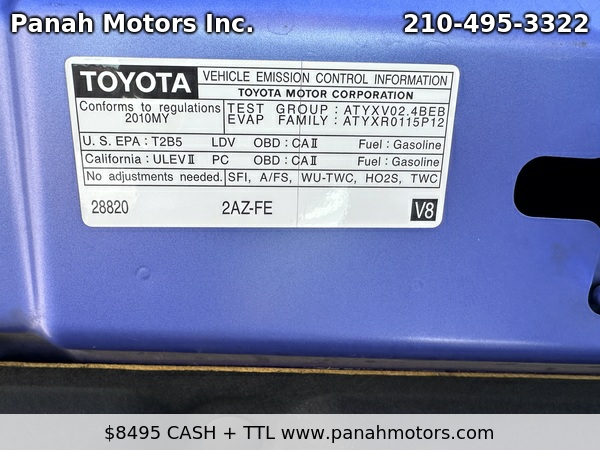 Panah Motors Inc. 210-495-3322
TOYOTA VEHICLE EMISSION CONTROL INFORMATION
TOYOTA MOTOR CORPORATION
Conforms to regulations TEST GROUP : ATYXV02.4BEB
2010MY EVAP FAMILY : ATYXR0115P12
U.S. EPA : T2B5 LDV OBD : CAⅡ Fuel : Gasoline
California : ULEVⅡ PC OBD : CAⅡ Fuel : Gasoline
No adjustments needed. SFI, A/FS, WU-TWC, HO2S, TWC
28820 2AZ-FE V8
$8495 CASH + TTL www.panahmotors.com